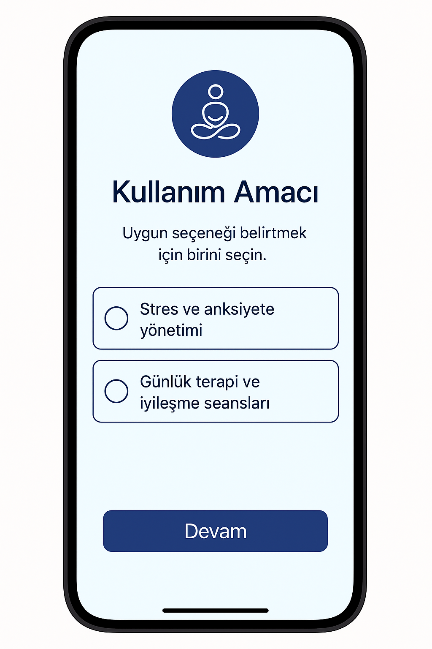 Kullanım Amacı
Uygun seçeneği belirtmek
için birini seçin.
Stres ve anksiyete
yönetimi
Günlük terapi ve
iyileşme seansları
Devam